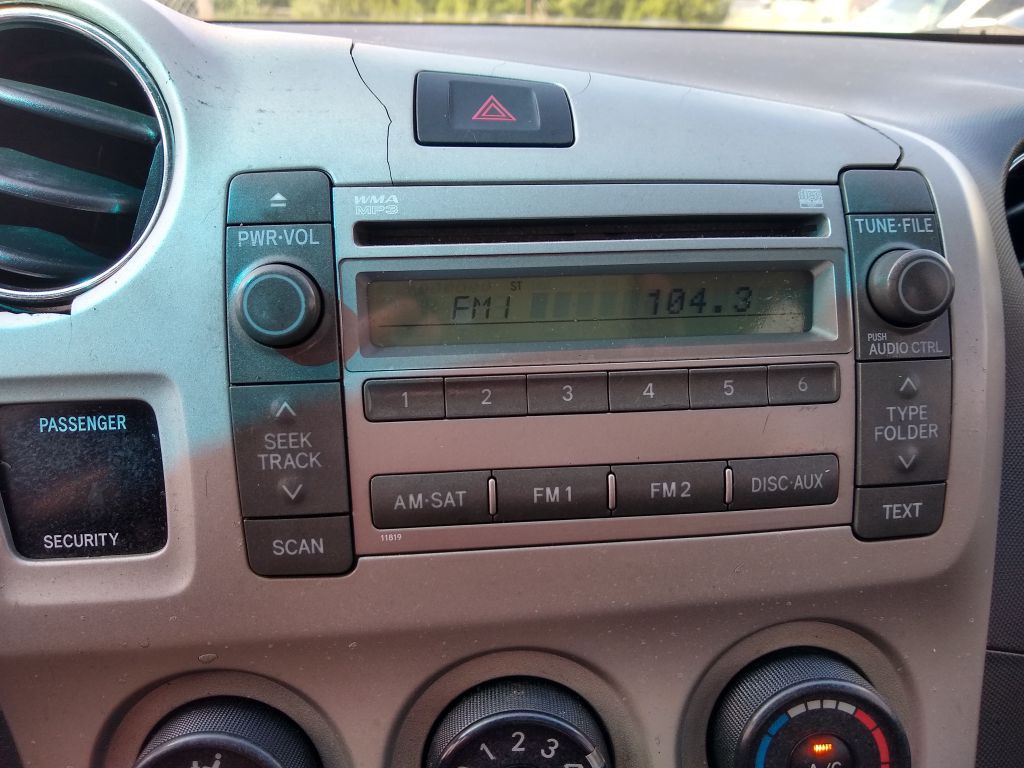 WMA
MP3
PWR·VOL
TUNE·FILE
ST
FM1 104.3
PUSH
AUDIO CTRL
1 2 3 4 5 6
SEEK
TRACK
TYPE
FOLDER
PASSENGER
AM·SAT FM1 FM2 DISC·AUX
SECURITY
SCAN
TEXT
11819
1 2 3
A/C